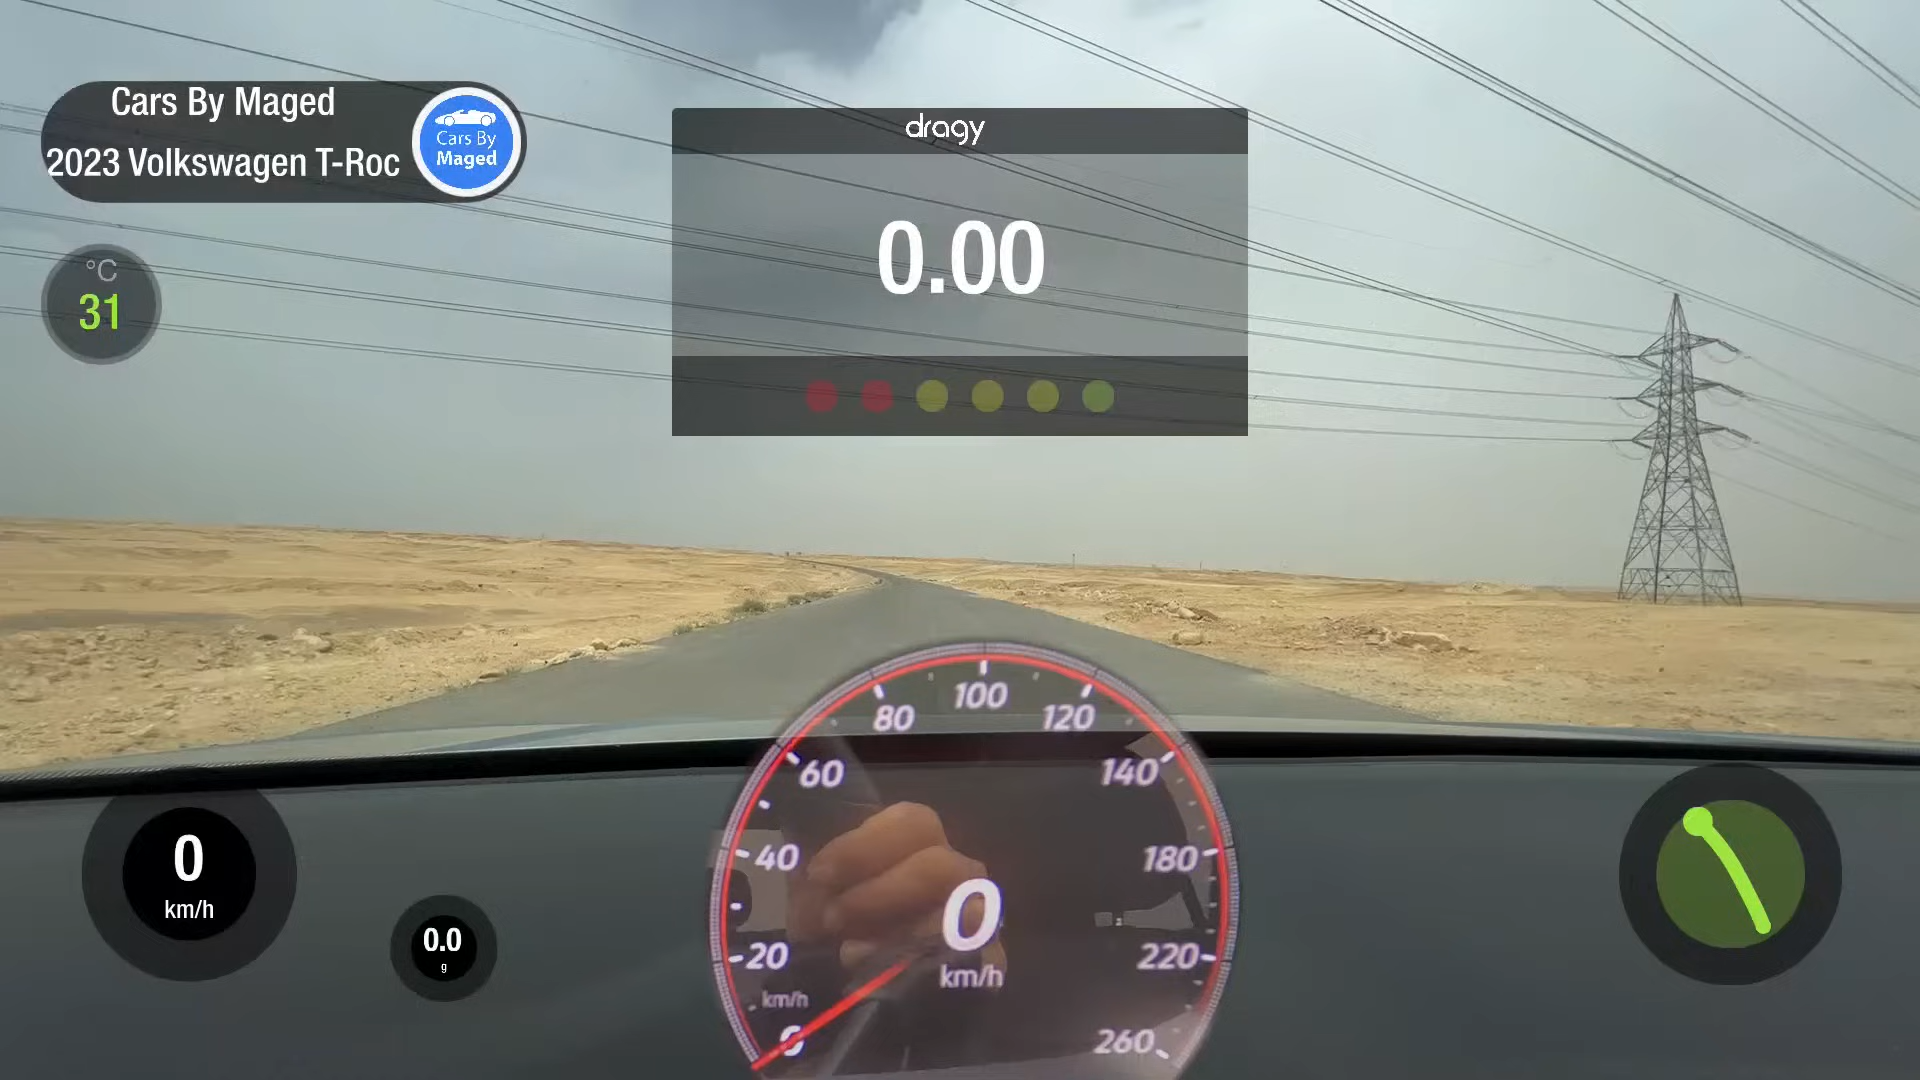 Cars By Maged
2023 Volkswagen T-Roc
Cars By
Maged
°C
31
dragy
0.00
0
km/h
0.0
g
100
80
120
60
140
40
180
20
220
km/h
0
260
0
km/h